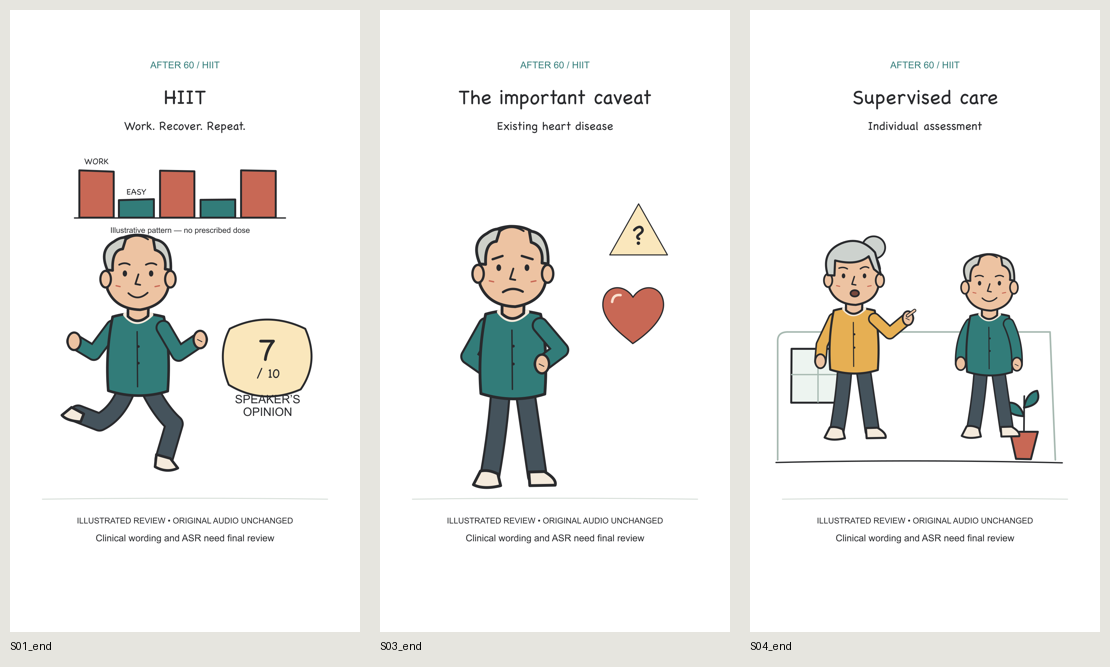 AFTER 60 / HIIT
HIIT
Work. Recover. Repeat.
WORK
EASY
Illustrative pattern — no prescribed dose
7
/ 10
SPEAKER'S
OPINION
ILLUSTRATED REVIEW • ORIGINAL AUDIO UNCHANGED
Clinical wording and ASR need final review
S01_end
AFTER 60 / HIIT
The important caveat
Existing heart disease
?
ILLUSTRATED REVIEW • ORIGINAL AUDIO UNCHANGED
Clinical wording and ASR need final review
S03_end
AFTER 60 / HIIT
Supervised care
Individual assessment
ILLUSTRATED REVIEW • ORIGINAL AUDIO UNCHANGED
Clinical wording and ASR need final review
S04_end